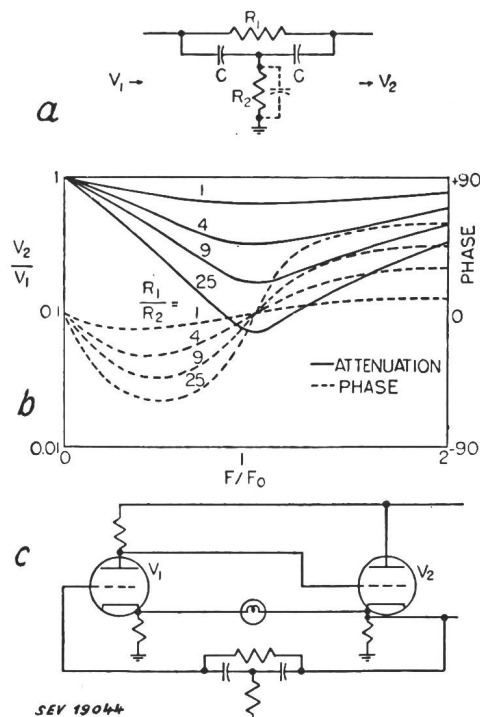 a
R₁
C
C
V₁ →
R₂
→ V₂
b
1
0.1
0.01
V₂
V₁
R₁
R₂ =
1
4
9
25
1
4
9
25
+90
0
-90
PHASE
ATTENUATION
PHASE
0
1
2
F/F₀
c
V₁
V₂
SEV 19044